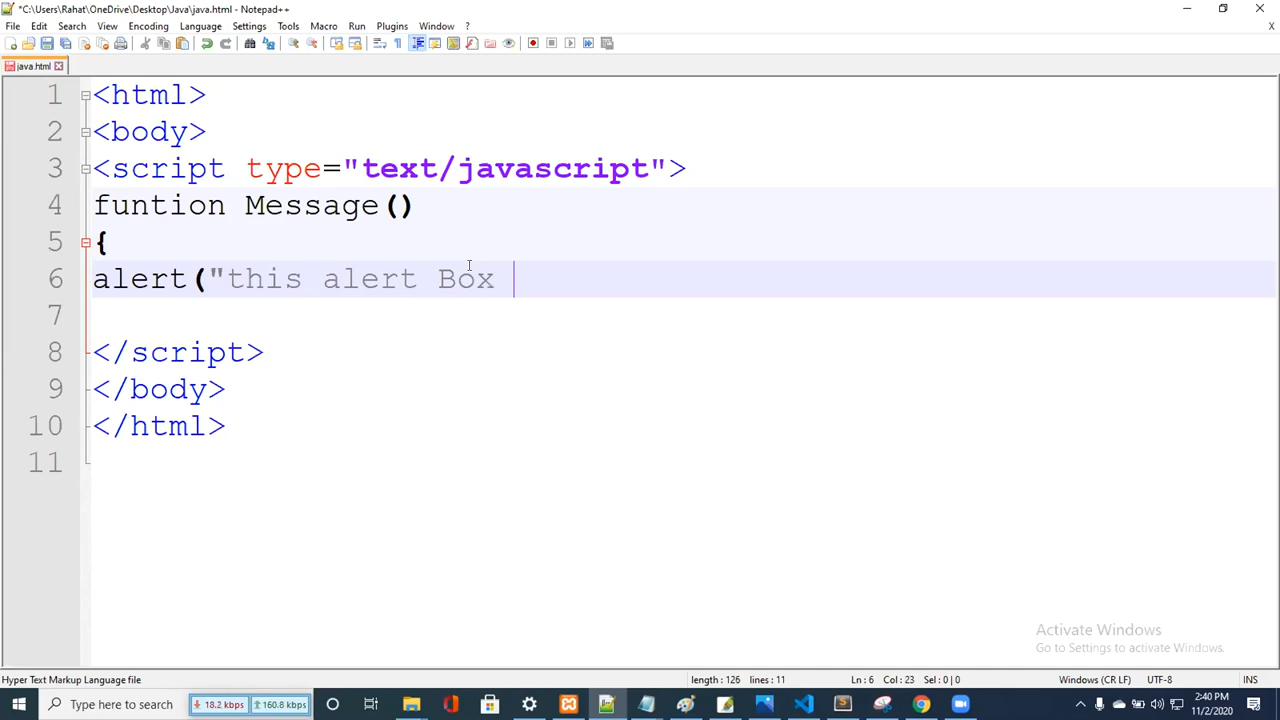 *C:\Users\Rahat\OneDrive\Desktop\Java\java.html - Notepad++
File Edit Search View Encoding Language Settings Tools Macro Run Plugins Window ?
X
java.html
1 <html>
2 <body>
3 <script type="text/javascript">
4 funtion Message()
5 {
6 alert("this alert Box
7
8 </script>
9 </body>
10 </html>
11
Activate Windows
Go to Settings to activate Windows.
Hyper Text Markup Language file length : 126 lines : 11 Ln : 6 Col : 23 Sel : 0 | 0 Windows (CR LF) UTF-8 INS
Type here to search 18.2 kbps 160.8 kbps 2:40 PM
11/2/2020